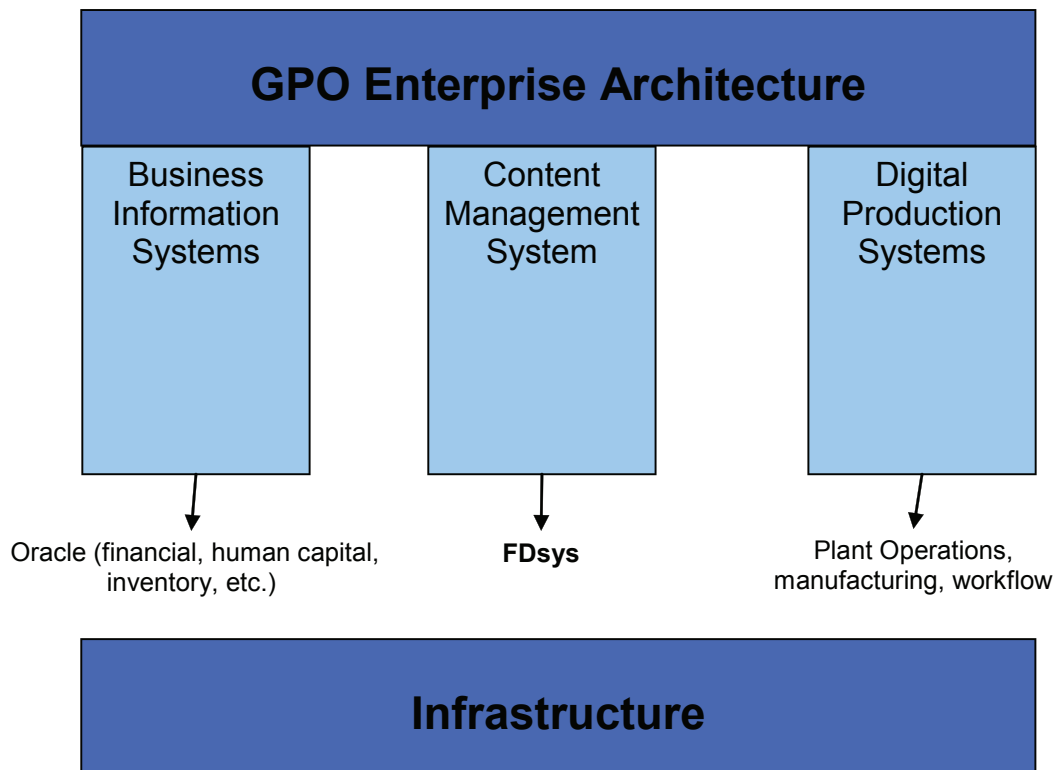 GPO Enterprise Architecture
Business
Information
Systems
Content
Management
System
Digital
Production
Systems
Oracle (financial, human capital,
inventory, etc.)
FDsys
Plant Operations,
manufacturing, workflow
Infrastructure